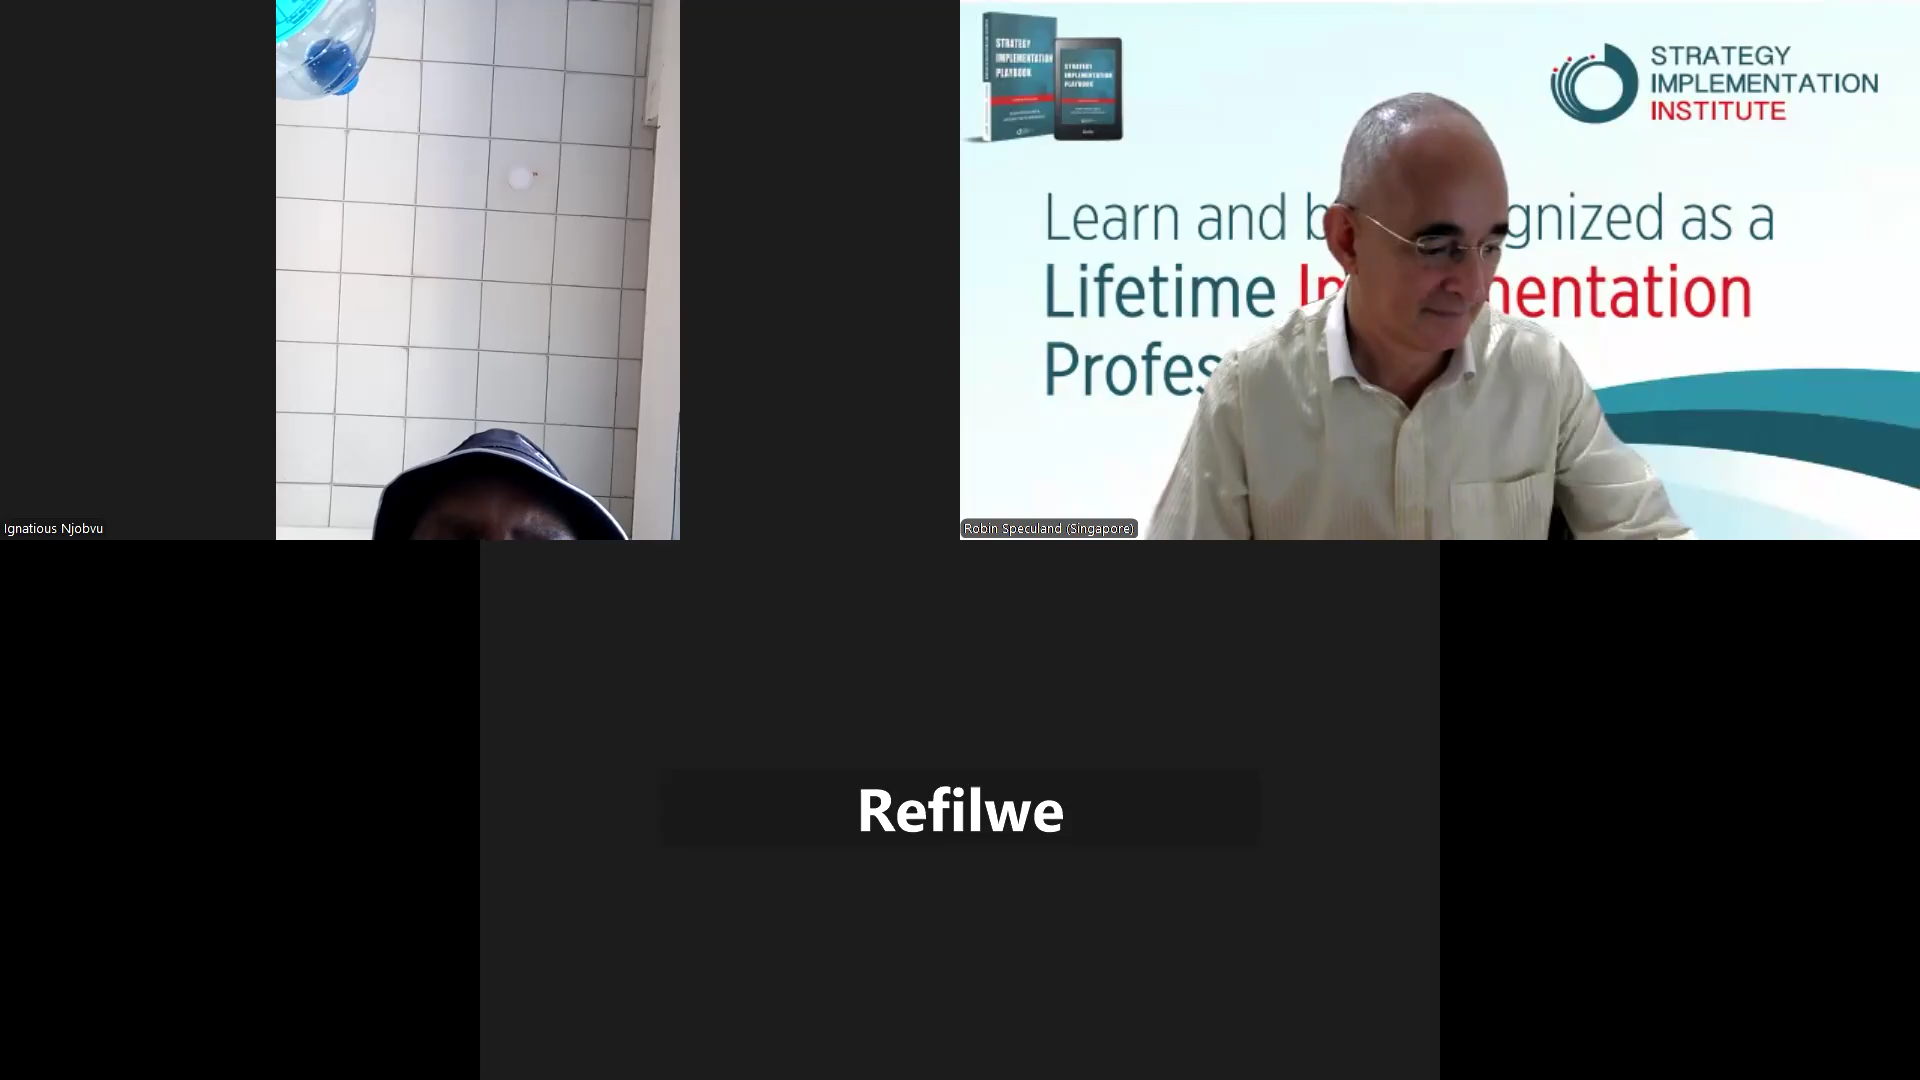 STRATEGY
IMPLEMENTATION
PLAYBOOK
STRATEGY
IMPLEMENTATION
PLAYBOOK
STRATEGY
IMPLEMENTATION
INSTITUTE
Learn and b gnized as a
Lifetime I mentation
Profes
Ignatious Njobvu
Robin Speculand (Singapore)
Refilwe